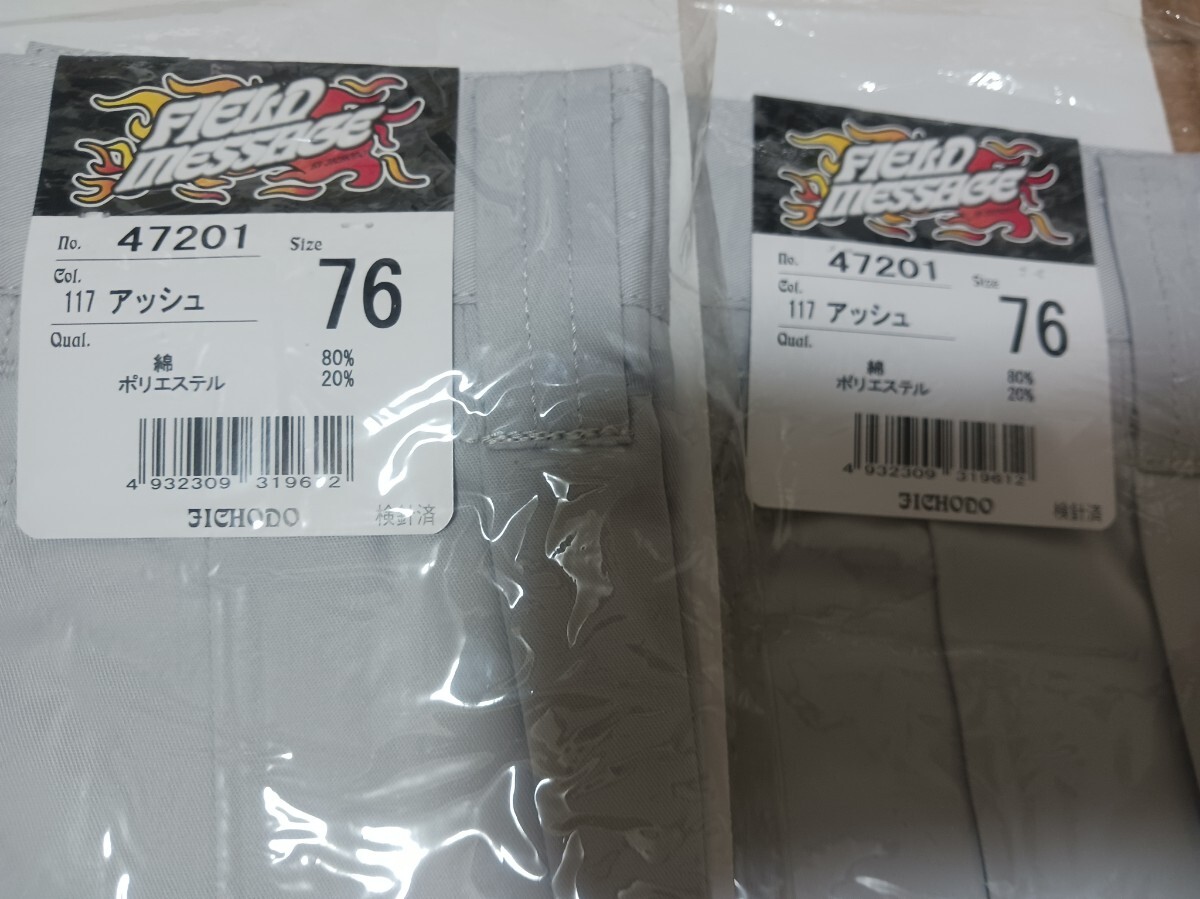 FIELD
MESSAGE
No. 47201 Size
Col. 76
117 アッシュ
Qual.
綿 80%
ポリエステル 20%
4 932309 319612
JICHODO 検針済
FIELD
MESSAGE
No. 47201 Size
Col. 76
117 アッシュ
Qual.
綿 80%
ポリエステル 20%
4 932309 319612
JICHODO 検針済